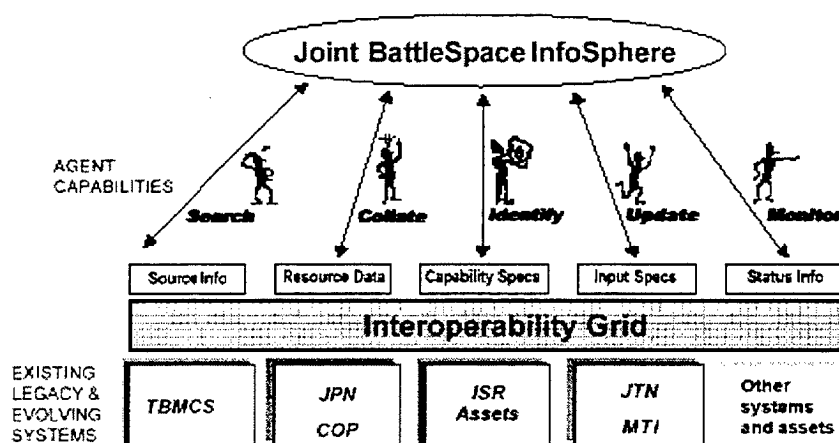 Joint BattleSpace InfoSphere
AGENT
CAPABILITIES
Search
Collate
Identify
Update
Monitor
Source Info
Resource Data
Capability Specs
Input Specs
Status Info
Interoperability Grid
EXISTING
LEGACY &
EVOLVING
SYSTEMS
TBMCS
JPN
COP
ISR
Assets
JTN
MTI
Other
systems
and assets